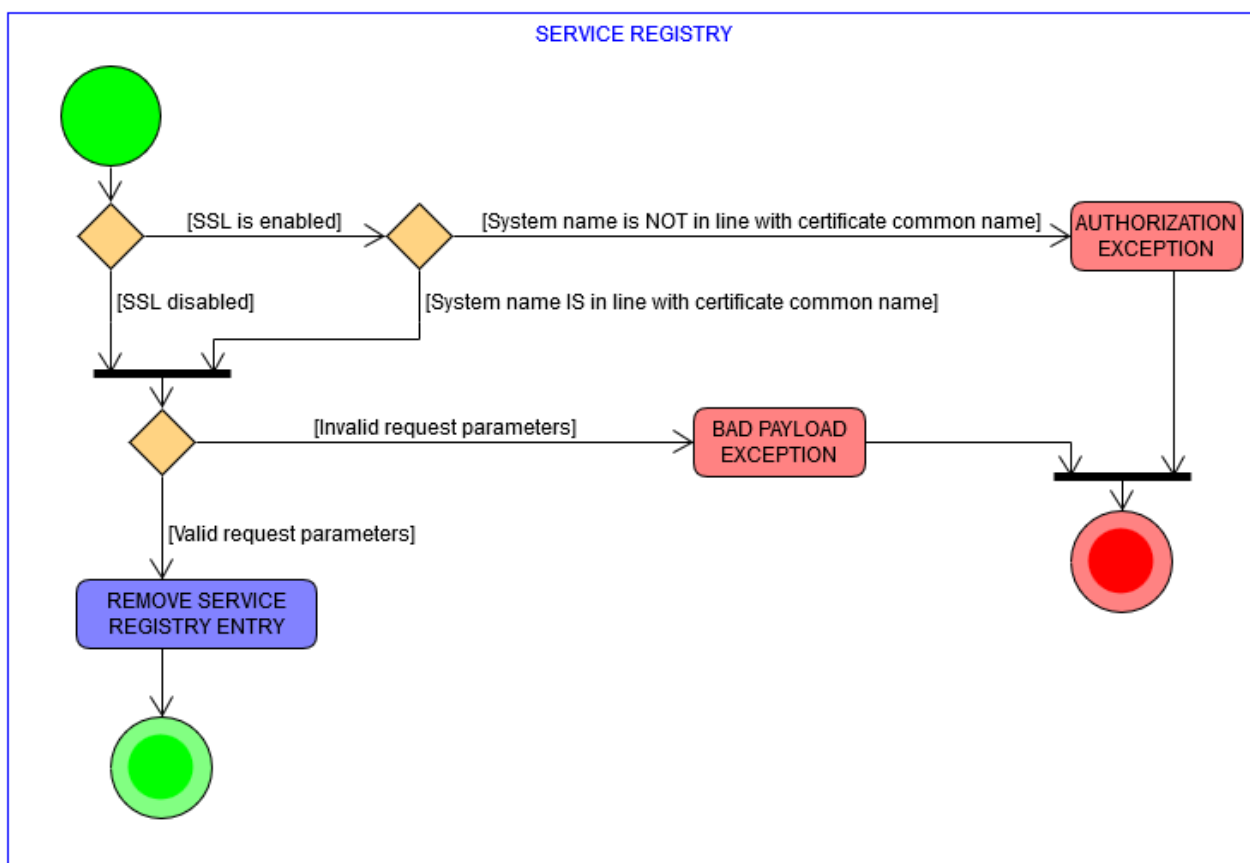 SERVICE REGISTRY
[SSL is enabled]
[System name is NOT in line with certificate common name]
AUTHORIZATION
EXCEPTION
[SSL disabled]
[System name IS in line with certificate common name]
[Invalid request parameters]
BAD PAYLOAD
EXCEPTION
[Valid request parameters]
REMOVE SERVICE
REGISTRY ENTRY